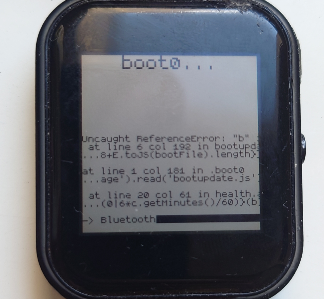 boot0...
Uncaught ReferenceError: "b"
at line 6 col 192 in bootupd
...8+E.toJS(bootFile).length}
at line 1 col 181 in .boot0
...age').read('bootupdate.js'
at line 20 col 61 in health.
...(0|6*c.getMinutes()/60)}(b
-> Bluetooth